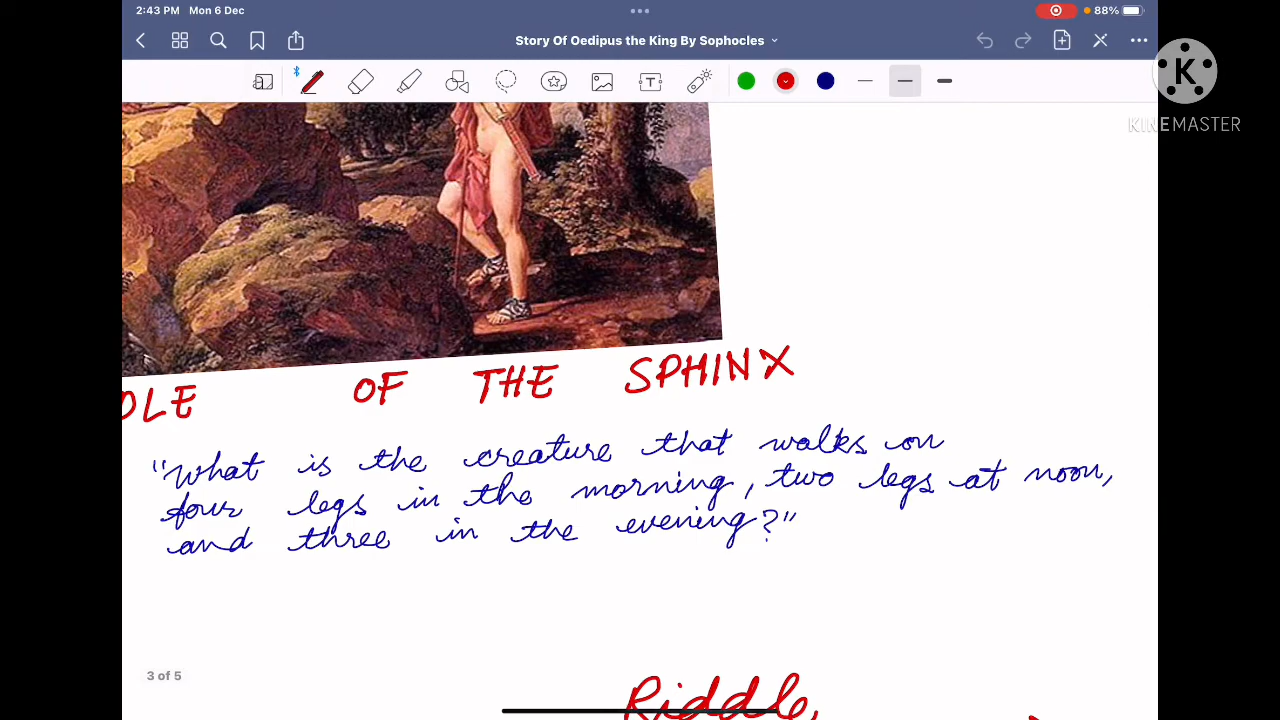 2:43 PM Mon 6 Dec
88%
Story Of Oedipus the King By Sophocles
KINEMASTER
OF THE SPHINX
"What is the creature that walks on
four legs in the morning, two legs at noon,
and three in the evening?"
3 of 5
Riddle